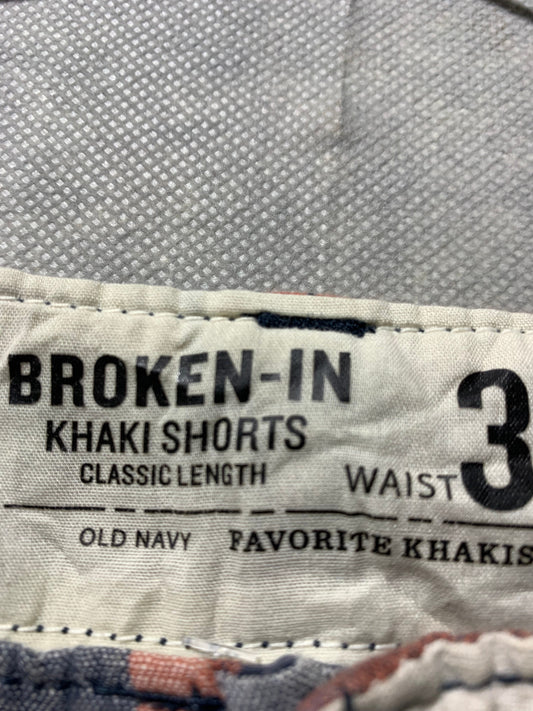 BROKEN-IN
KHAKI SHORTS
CLASSIC LENGTH
WAIST 3
OLD NAVY FAVORITE KHAKIS